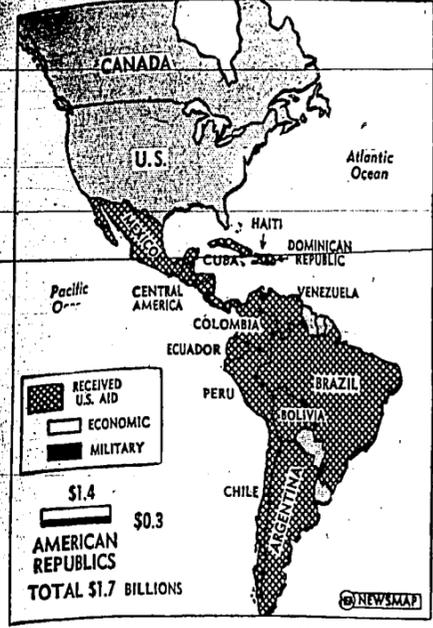 CANADA
U.S.
Atlantic
Ocean
MEXICO
HAITI
CUBA
DOMINICAN
REPUBLIC
Pacific
CENTRAL
AMERICA
VENEZUELA
COLOMBIA
ECUADOR
BRAZIL
PERU
BOLIVIA
RECEIVED
U.S. AID
ECONOMIC
MILITARY
CHILE
ARGENTINA
$1.4
$0.3
AMERICAN
REPUBLICS
TOTAL $1.7 BILLIONS
NEWSMAP